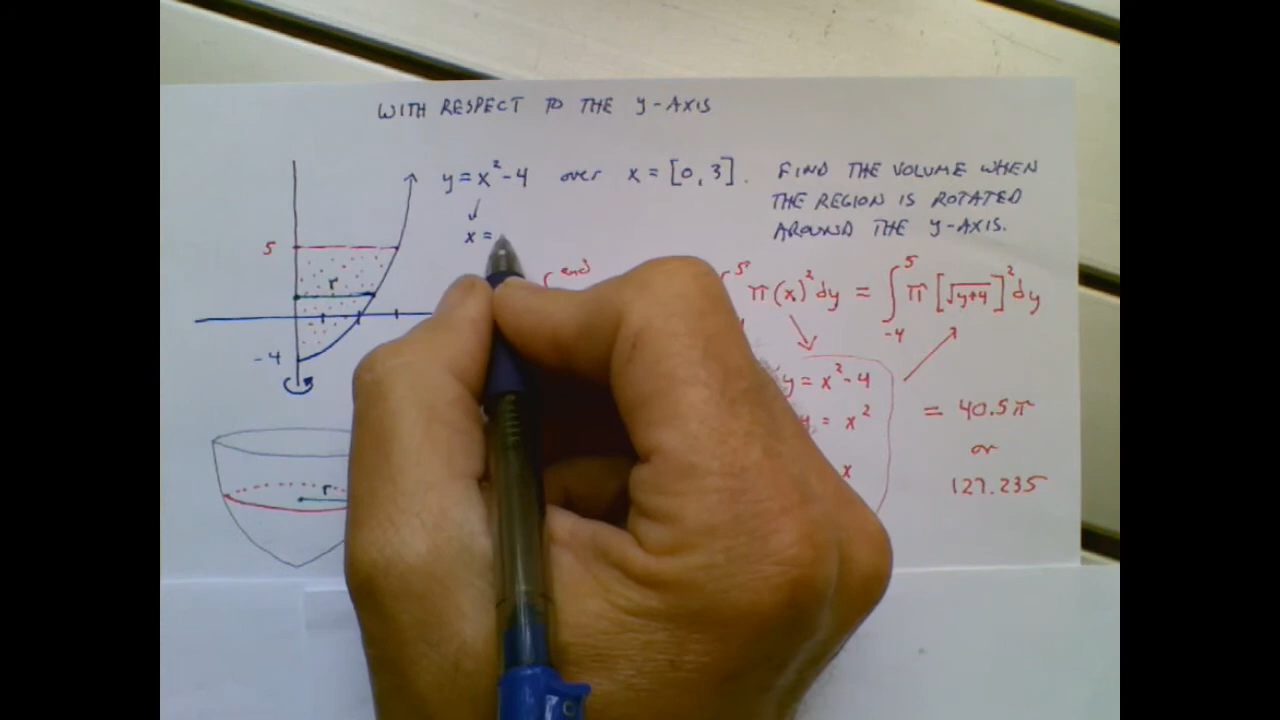 WITH RESPECT TO THE Y-AXIS
y = x² - 4 over x = [0, 3]. FIND THE VOLUME WHEN
THE REGION IS ROTATED
AROUND THE Y-AXIS.
x =
5
r
-4
end
5
π(x)² dy = ∫ 5 -4 π[√y+4]² dy
y = x² - 4
= x²
x
= 40.5π
or
127.235
r